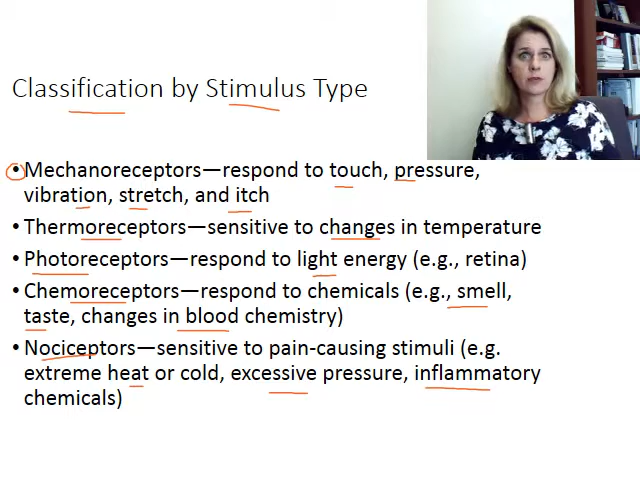 Classification by Stimulus Type
•Mechanoreceptors—respond to touch, pressure,
vibration, stretch, and itch
•Thermoreceptors—sensitive to changes in temperature
•Photoreceptors—respond to light energy (e.g., retina)
•Chemoreceptors—respond to chemicals (e.g., smell,
taste, changes in blood chemistry)
•Nociceptors—sensitive to pain-causing stimuli (e.g.
extreme heat or cold, excessive pressure, inflammatory
chemicals)